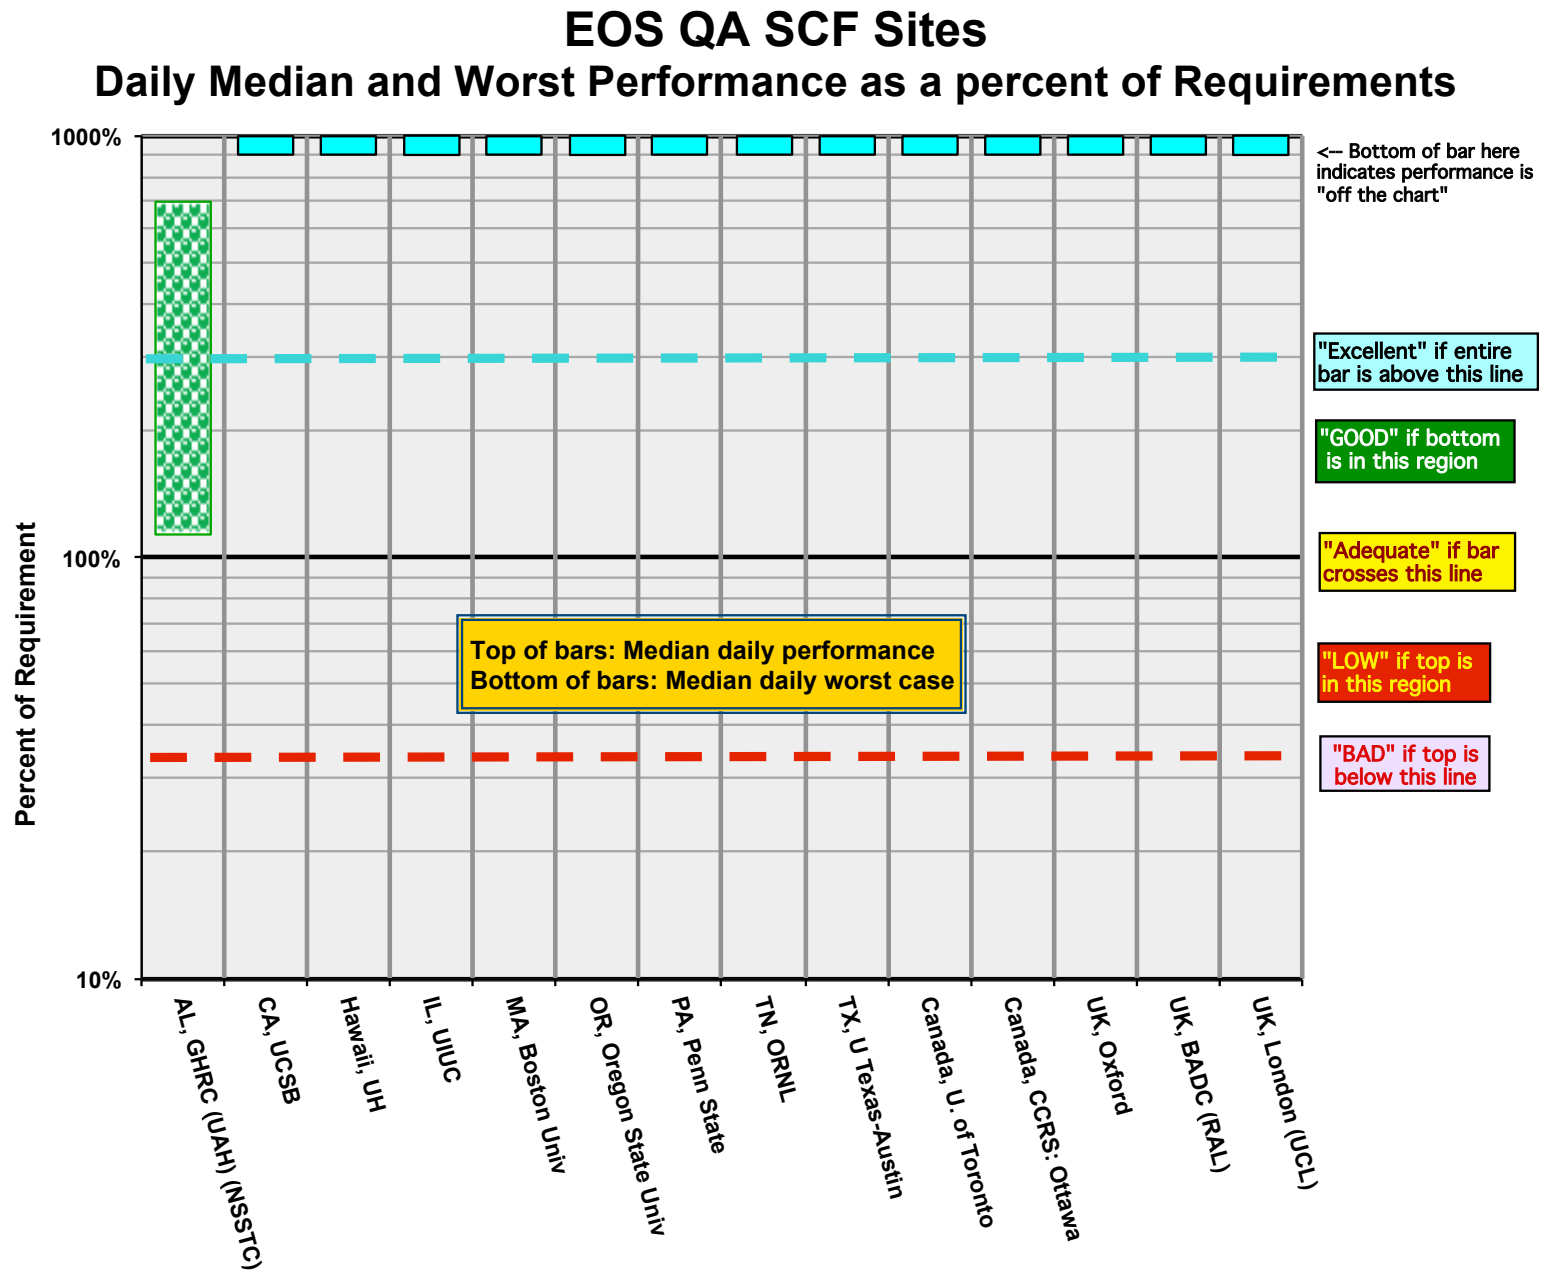 EOS QA SCF Sites
Daily Median and Worst Performance as a percent of Requirements
1000%
<-- Bottom of bar here
indicates performance is
"off the chart"
"Excellent" if entire
bar is above this line
"GOOD" if bottom
is in this region
Percent of Requirement
100%
"Adequate" if bar
crosses this line
Top of bars: Median daily performance
Bottom of bars: Median daily worst case
"LOW" if top is
in this region
"BAD" if top is
below this line
10%
AL, GHRC (UAH) (NSSTC)
CA, UCSB
Hawaii, UH
IL, UIUC
MA, Boston Univ
OR, Oregon State Univ
PA, Penn State
TN, ORNL
TX, U Texas-Austin
Canada, U. of Toronto
Canada, CCRS: Ottawa
UK, Oxford
UK, BADC (RAL)
UK, London (UCL)